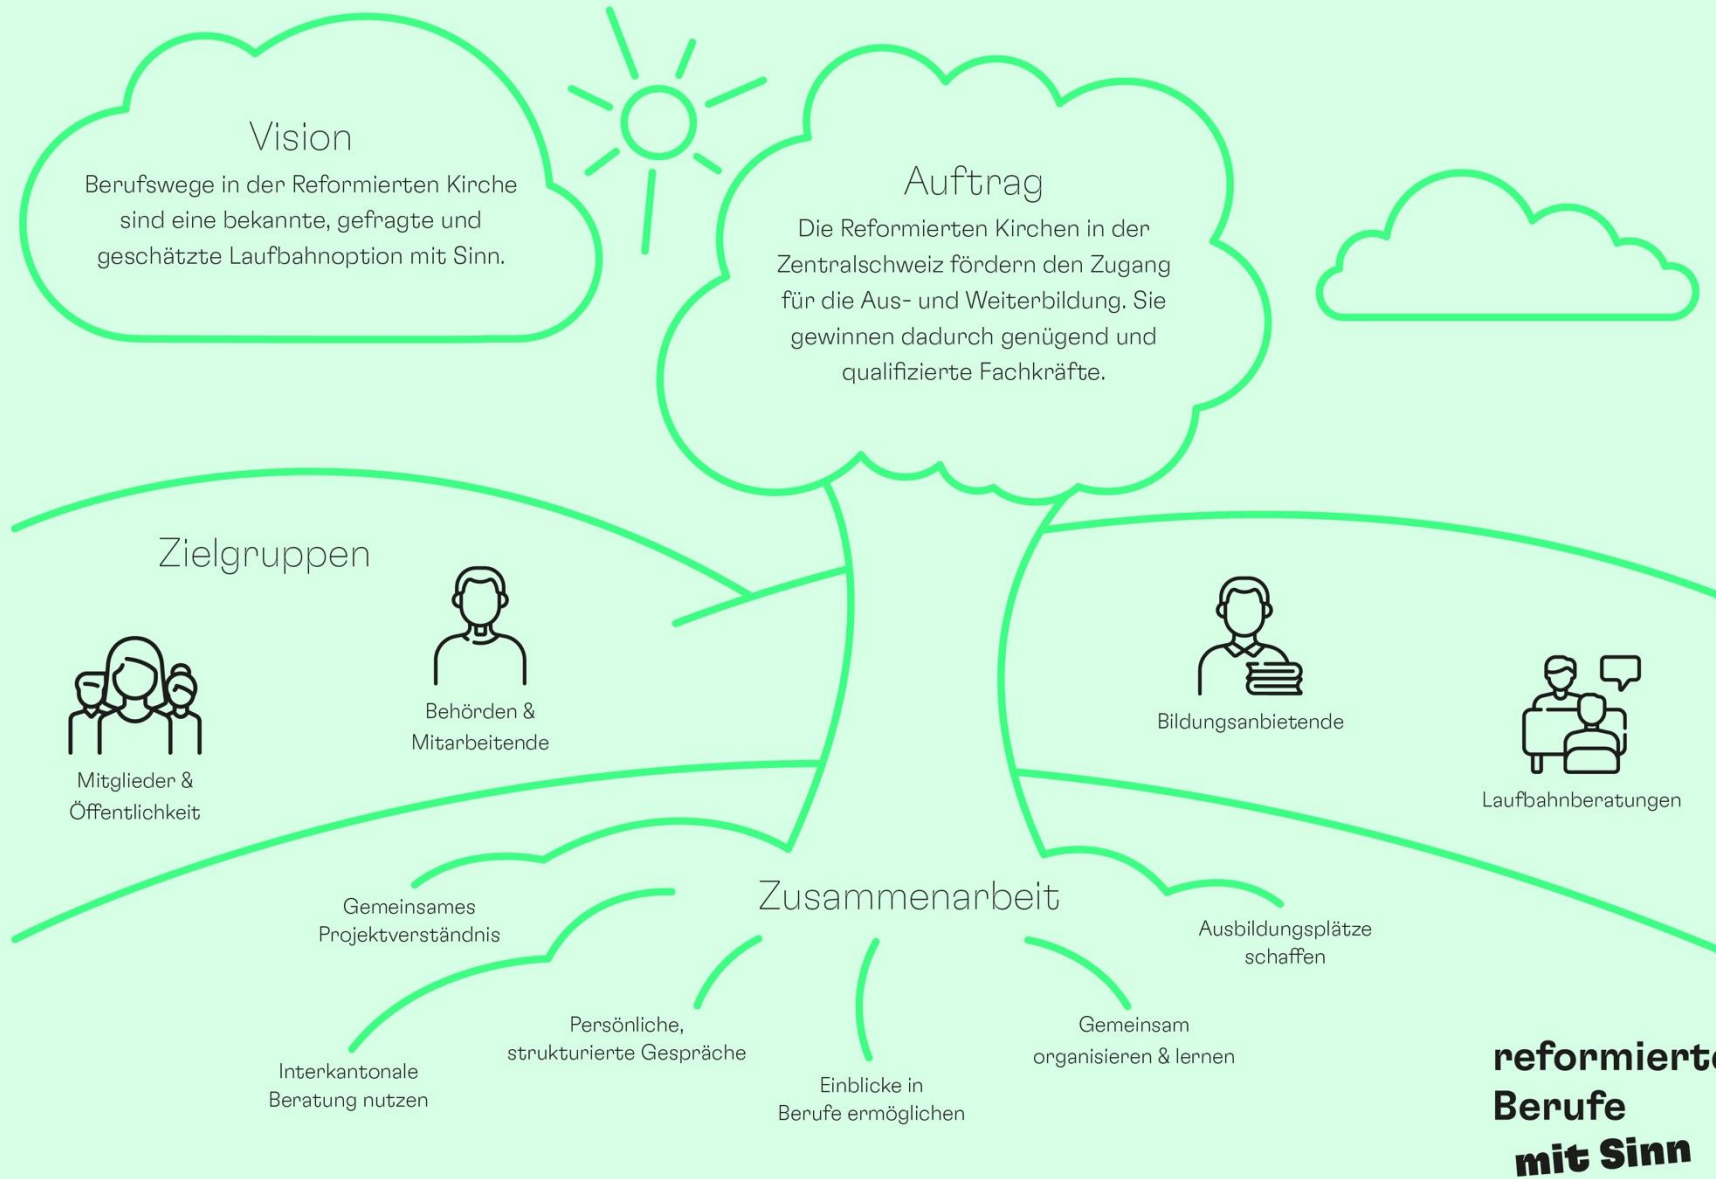 Vision
Berufswege in der Reformierten Kirche
sind eine bekannte, gefragte und
geschätzte Laufbahnoption mit Sinn.
Auftrag
Die Reformierten Kirchen in der
Zentralschweiz fördern den Zugang
für die Aus- und Weiterbildung. Sie
gewinnen dadurch genügend und
qualifizierte Fachkräfte.
Zielgruppen
Mitglieder &
Öffentlichkeit
Behörden &
Mitarbeitende
Bildungsanbietende
Laufbahnberatungen
Zusammenarbeit
Gemeinsames
Projektverständnis
Interkantonale
Beratung nutzen
Persönliche,
strukturierte Gespräche
Einblicke in
Berufe ermöglichen
Gemeinsam
organisieren & lernen
Ausbildungsplätze
schaffen
reformierte
Berufe
mit Sinn